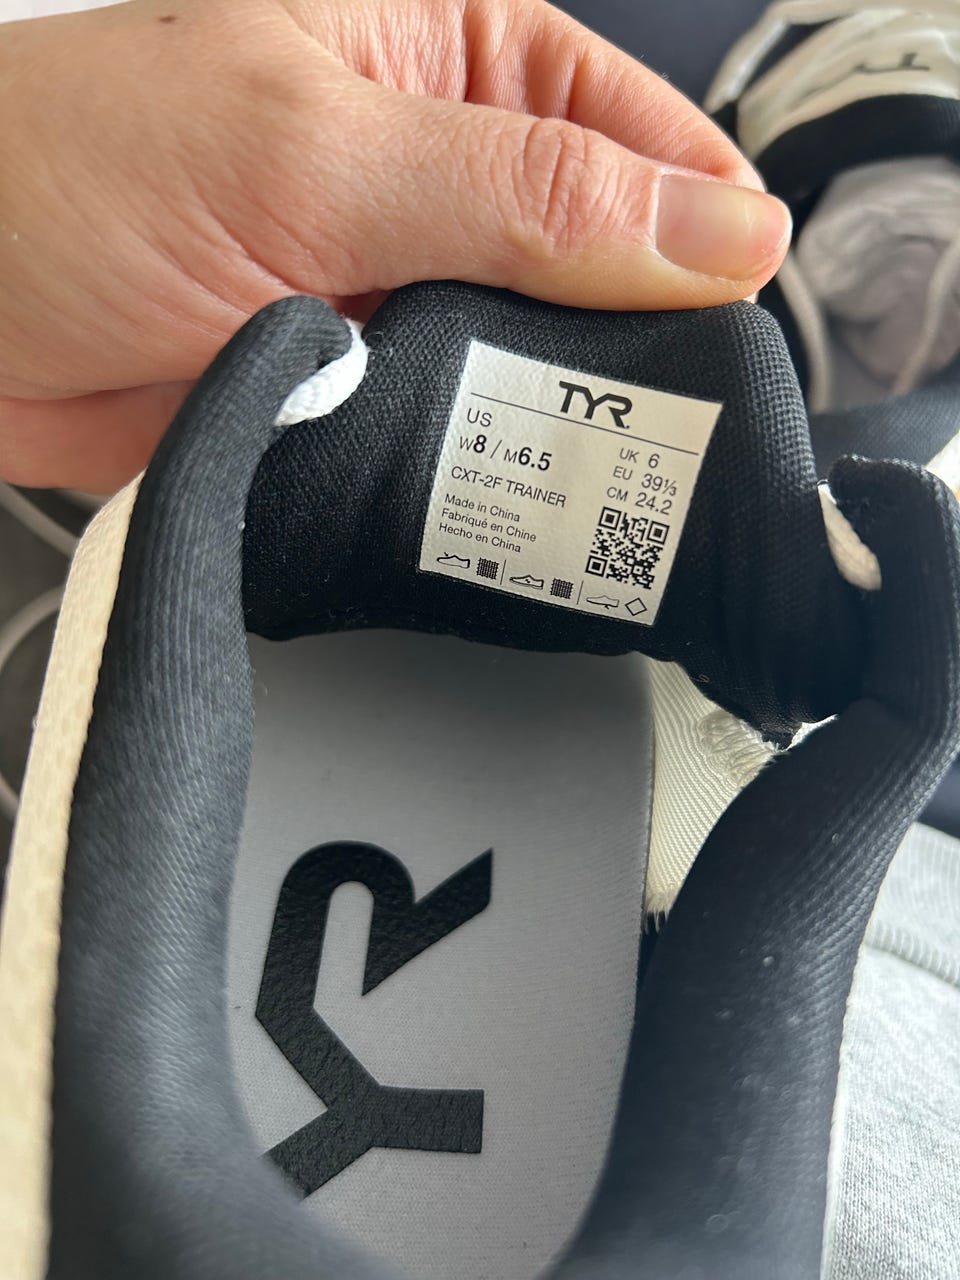 TYR
US
W8 / M6.5
CXT-2F TRAINER
UK 6
EU 39⅓
CM 24.2
Made in China
Fabriqué en Chine
Hecho en China
TYR